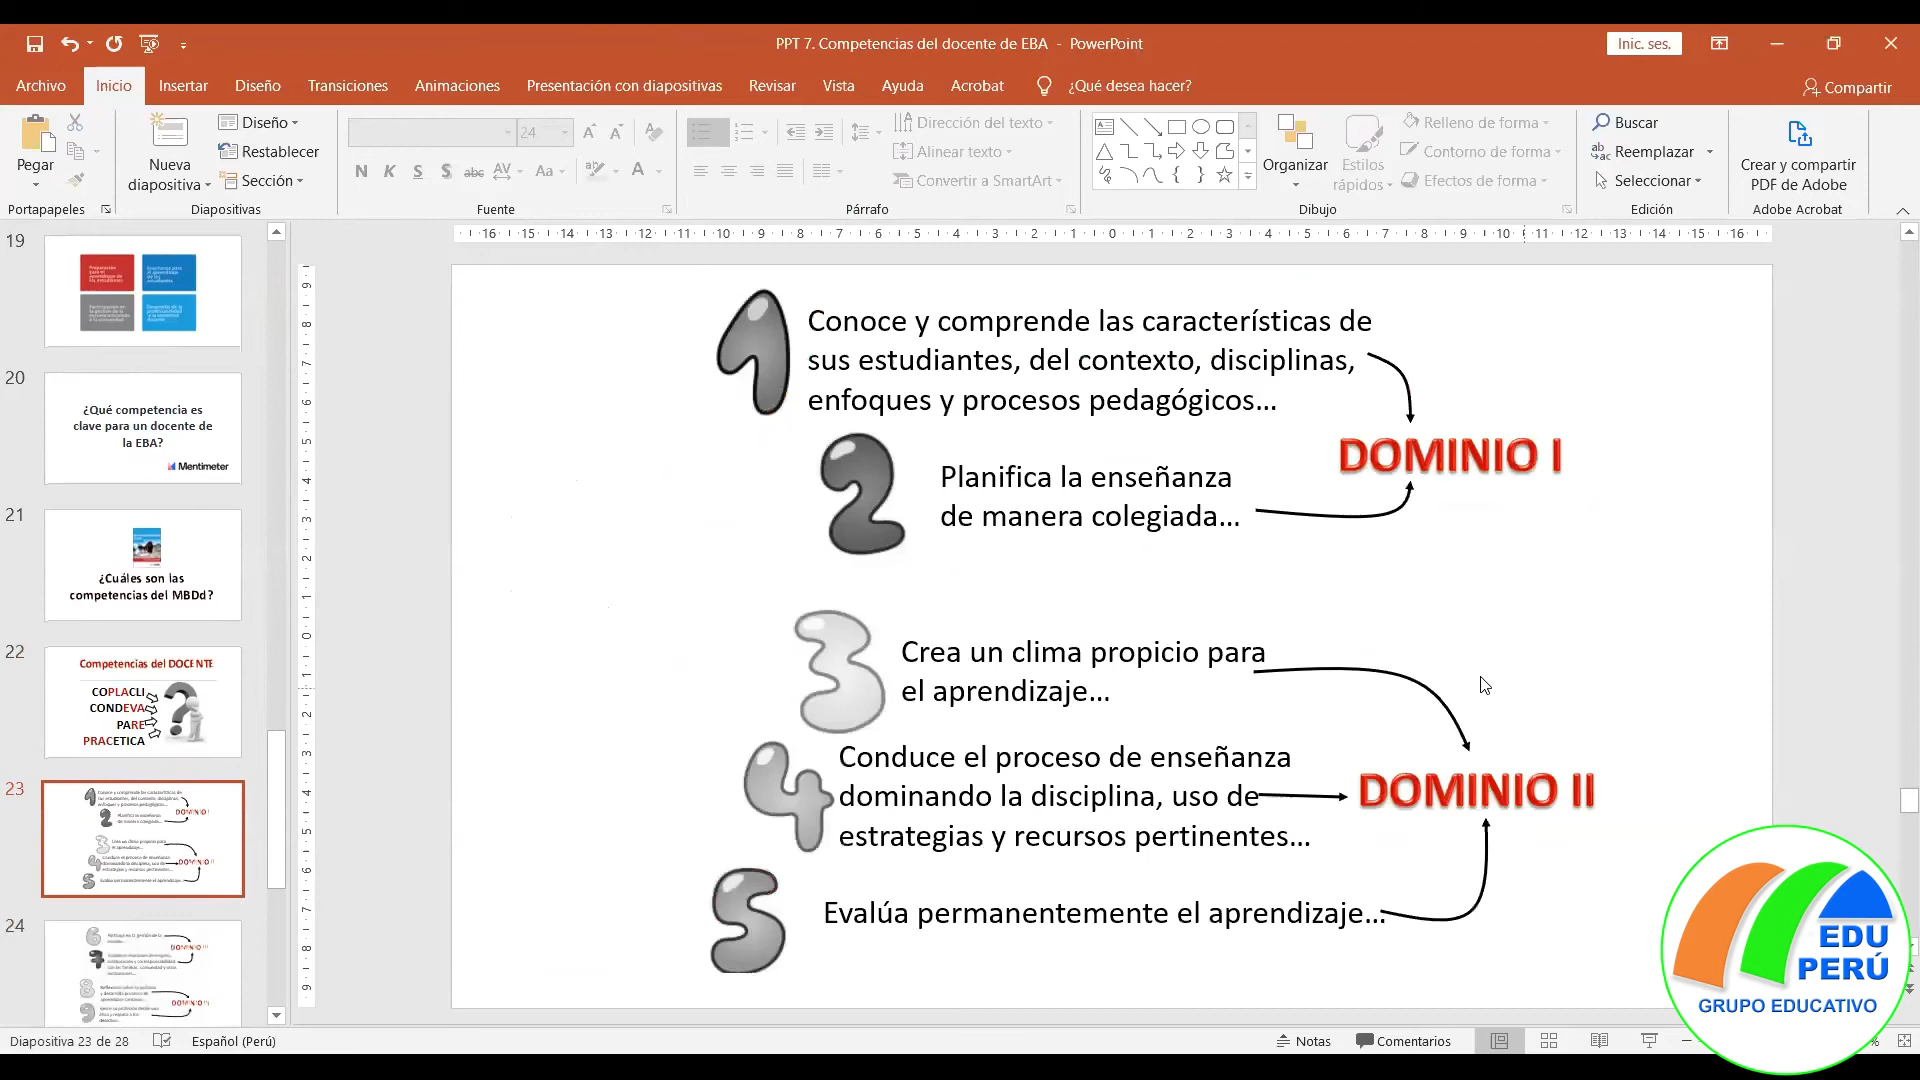 PPT 7. Competencias del docente de EBA - PowerPoint
Inic. ses.
Archivo
Inicio
Insertar
Diseño
Transiciones
Animaciones
Presentación con diapositivas
Revisar
Vista
Ayuda
Acrobat
¿Qué desea hacer?
Compartir
Pegar
Nueva
diapositiva
Diseño
Restablecer
Sección
24
Dirección del texto
Alinear texto
Convertir a SmartArt
Organizar
Estilos
rápidos
Relleno de forma
Contorno de forma
Efectos de forma
Buscar
Reemplazar
Seleccionar
Crear y compartir
PDF de Adobe
Portapapeles
Diapositivas
Fuente
Párrafo
Dibujo
Edición
Adobe Acrobat
19
20
¿Qué competencia es
clave para un docente de
la EBA?
Mentimeter
21
¿Cuáles son las
competencias del MBDd?
22
Competencias del DOCENTE
COPLACLI
CONDEVA
PARE
PRACETICA
23
24
1
Conoce y comprende las características de
sus estudiantes, del contexto, disciplinas,
enfoques y procesos pedagógicos...
DOMINIO I
2
Planifica la enseñanza
de manera colegiada...
3
Crea un clima propicio para
el aprendizaje...
4
Conduce el proceso de enseñanza
dominando la disciplina, uso de
estrategias y recursos pertinentes...
DOMINIO II
5
Evalúa permanentemente el aprendizaje...
EDU
PERÚ
GRUPO EDUCATIVO
Diapositiva 23 de 28
Español (Perú)
Notas
Comentarios